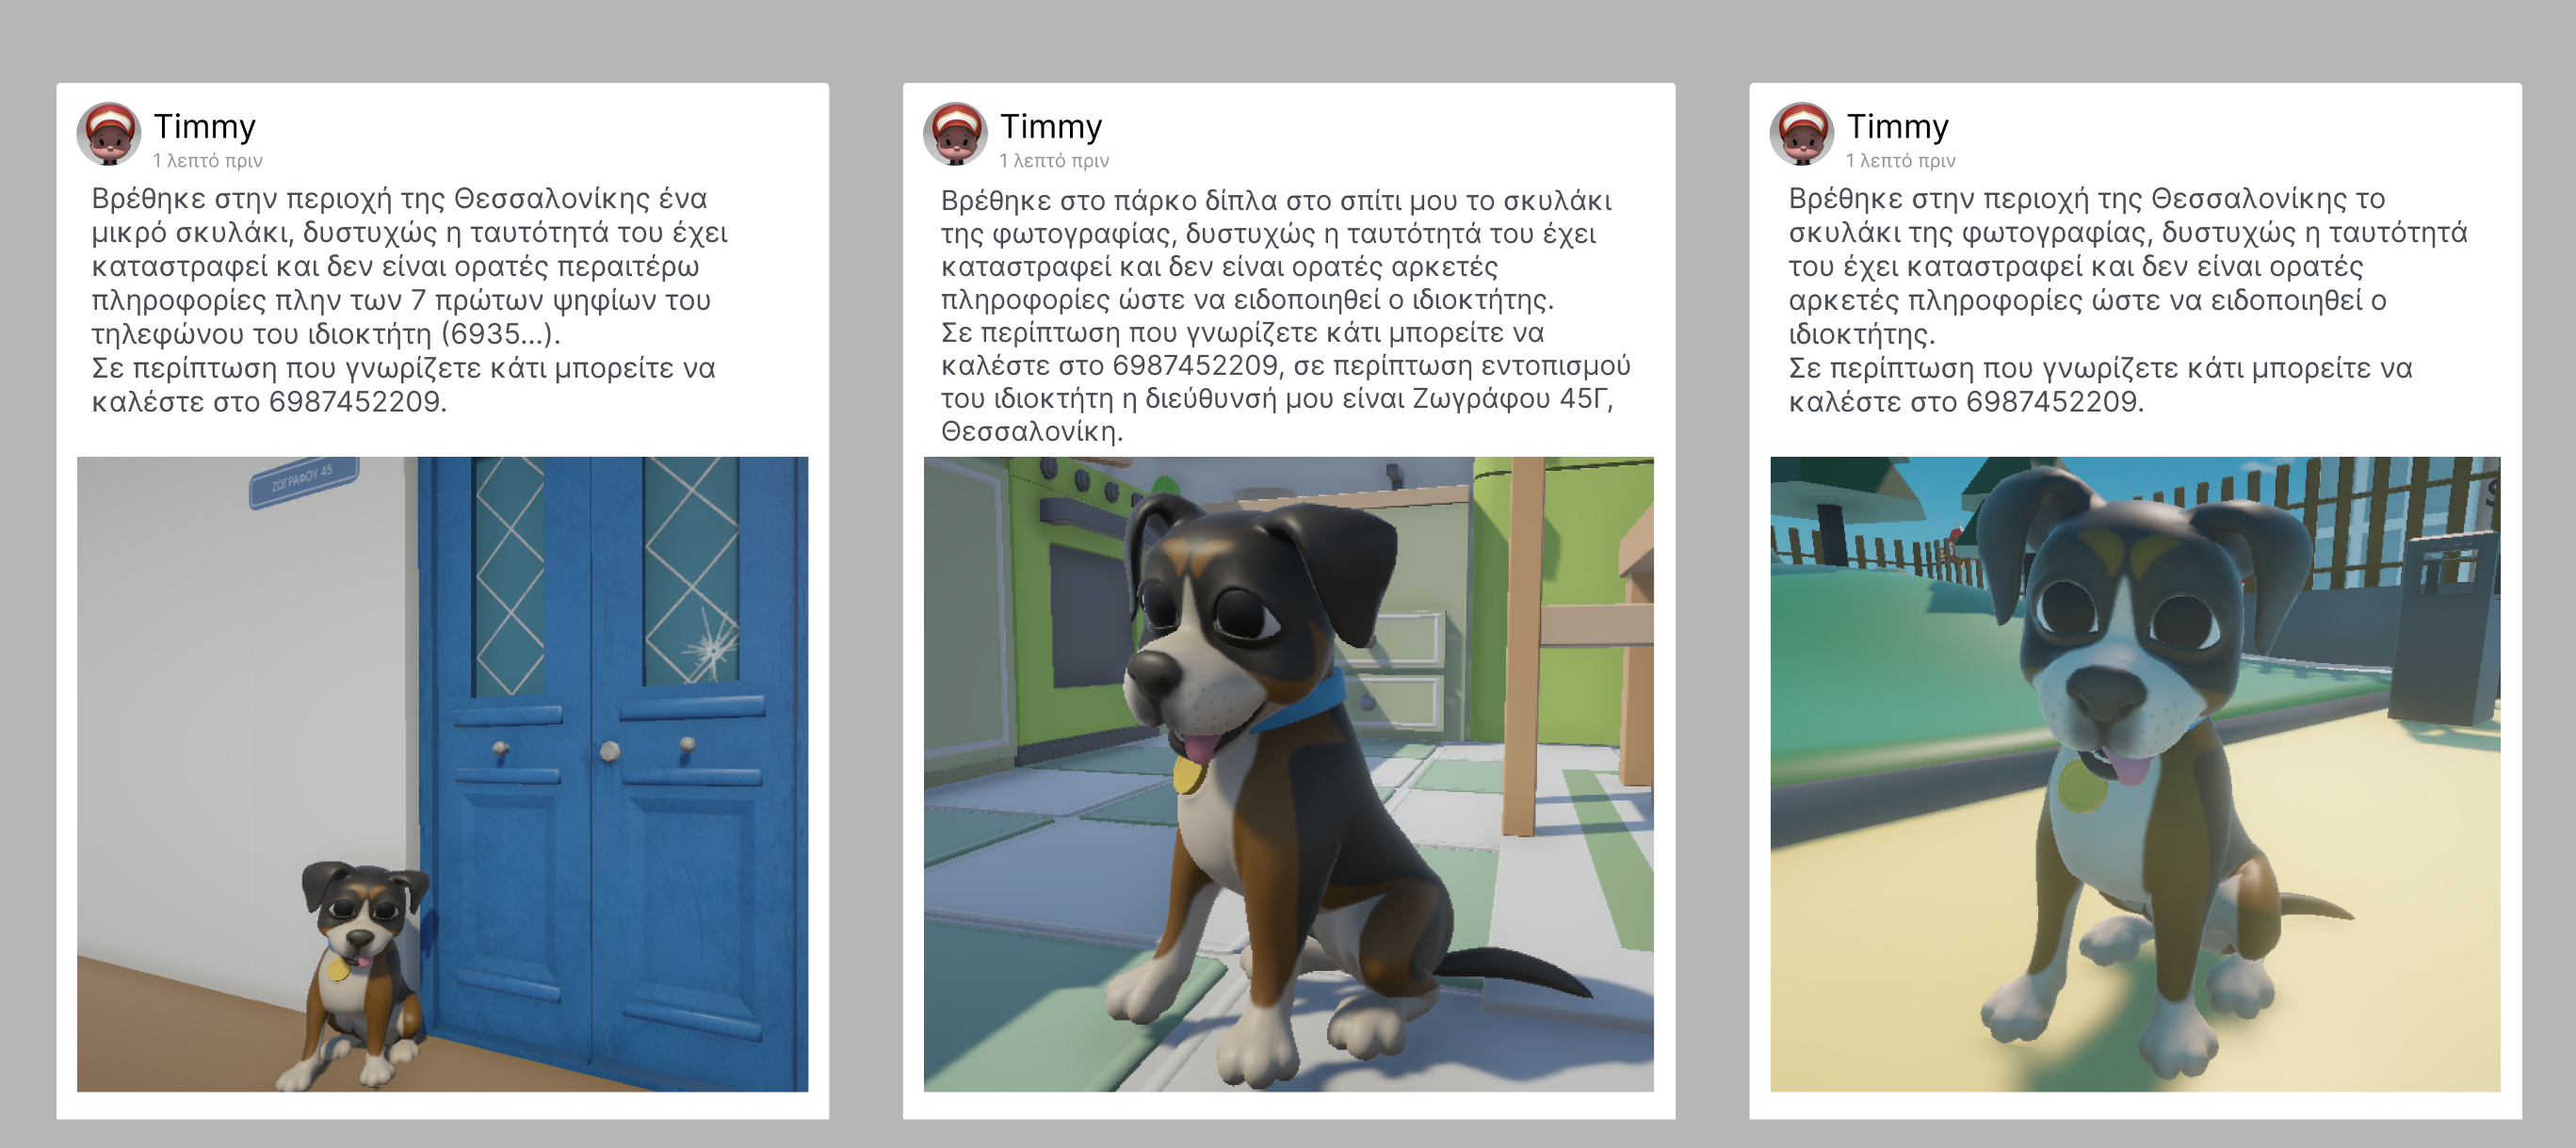 Timmy
1 λεπτό πριν
Βρέθηκε στην περιοχή της Θεσσαλονίκης ένα
μικρό σκυλάκι, δυστυχώς η ταυτότητά του έχει
καταστραφεί και δεν είναι ορατές περαιτέρω
πληροφορίες πλην των 7 πρώτων ψηφίων του
τηλεφώνου του ιδιοκτήτη (6935...).
Σε περίπτωση που γνωρίζετε κάτι μπορείτε να
καλέστε στο 6987452209.
ΖΩΓΡΑΦΟΥ 45
Timmy
1 λεπτό πριν
Βρέθηκε στο πάρκο δίπλα στο σπίτι μου το σκυλάκι
της φωτογραφίας, δυστυχώς η ταυτότητά του έχει
καταστραφεί και δεν είναι ορατές αρκετές
πληροφορίες ώστε να ειδοποιηθεί ο ιδιοκτήτης.
Σε περίπτωση που γνωρίζετε κάτι μπορείτε να
καλέστε στο 6987452209, σε περίπτωση εντοπισμού
του ιδιοκτήτη η διεύθυνσή μου είναι Ζωγράφου 45Γ,
Θεσσαλονίκη.
Timmy
1 λεπτό πριν
Βρέθηκε στην περιοχή της Θεσσαλονίκης το
σκυλάκι της φωτογραφίας, δυστυχώς η ταυτότητά
του έχει καταστραφεί και δεν είναι ορατές
αρκετές πληροφορίες ώστε να ειδοποιηθεί ο
ιδιοκτήτης.
Σε περίπτωση που γνωρίζετε κάτι μπορείτε να
καλέστε στο 6987452209.